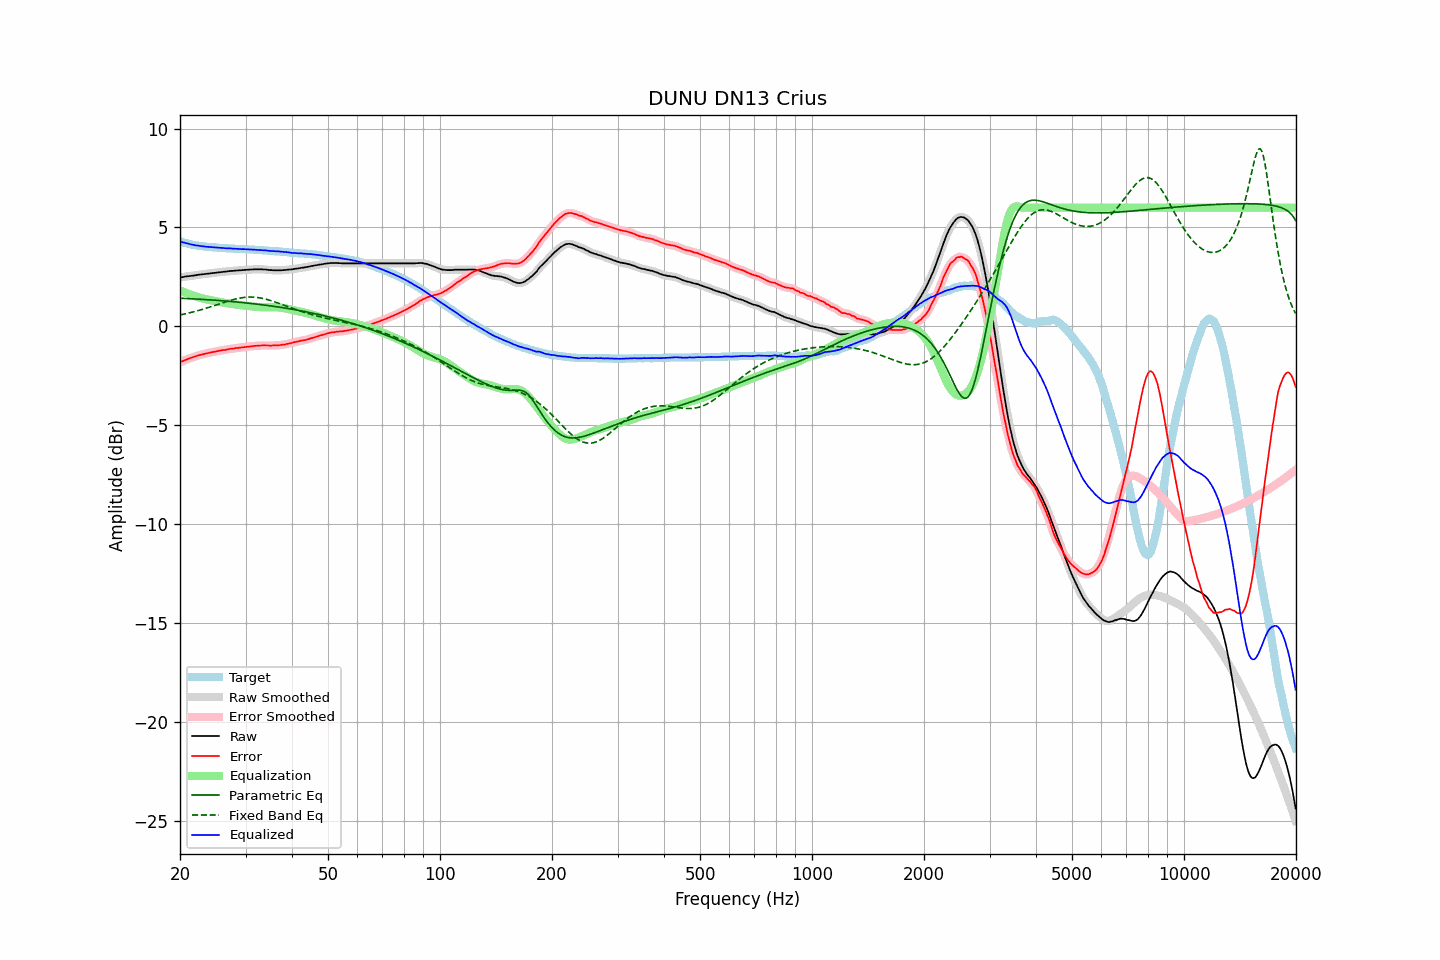 DUNU DN13 Crius
Amplitude (dBr)
10
5
0
−5
−10
−15
−20
−25
Target
Raw Smoothed
Error Smoothed
Raw
Error
Equalization
Parametric Eq
Fixed Band Eq
Equalized
20 50 100 200 500 1000 2000 5000 10000 20000
Frequency (Hz)